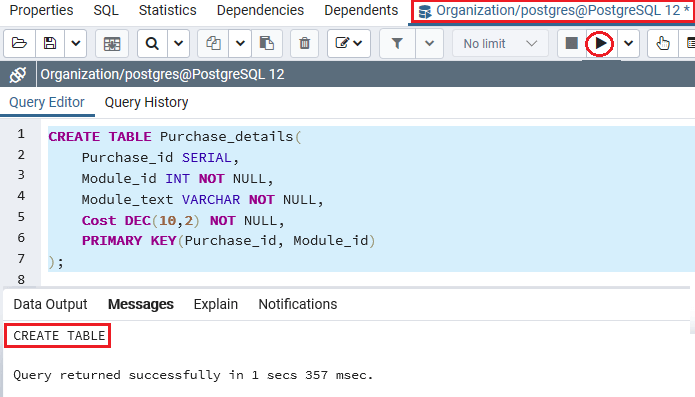 Properties SQL Statistics Dependencies Dependents Organization/postgres@PostgreSQL 12 *
No limit
Organization/postgres@PostgreSQL 12
Query Editor Query History
1 CREATE TABLE Purchase_details(
2 Purchase_id SERIAL,
3 Module_id INT NOT NULL,
4 Module_text VARCHAR NOT NULL,
5 Cost DEC(10,2) NOT NULL,
6 PRIMARY KEY(Purchase_id, Module_id)
7 );
8
Data Output Messages Explain Notifications
CREATE TABLE
Query returned successfully in 1 secs 357 msec.